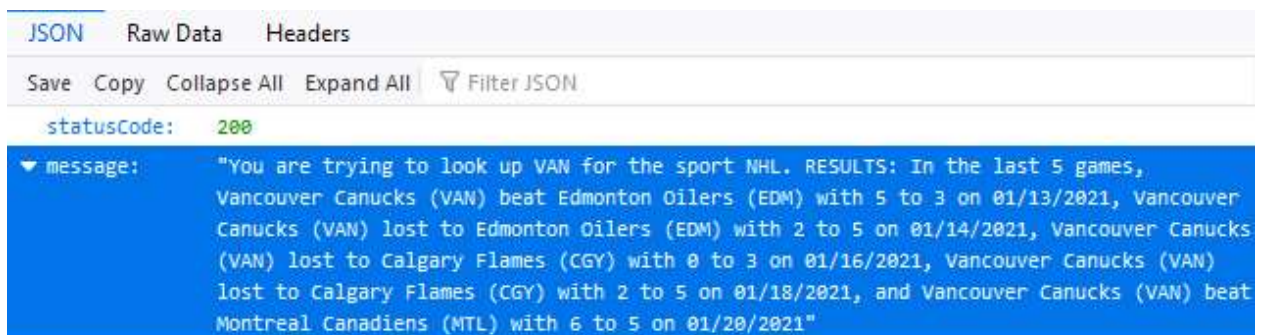 JSON Raw Data Headers
Save Copy Collapse All Expand All Filter JSON
statusCode: 200
message: "You are trying to look up VAN for the sport NHL. RESULTS: In the last 5 games,
Vancouver Canucks (VAN) beat Edmonton Oilers (EDM) with 5 to 3 on 01/13/2021, Vancouver
Canucks (VAN) lost to Edmonton Oilers (EDM) with 2 to 5 on 01/14/2021, Vancouver Canucks
(VAN) lost to Calgary Flames (CGY) with 0 to 3 on 01/16/2021, Vancouver Canucks (VAN)
lost to Calgary Flames (CGY) with 2 to 5 on 01/18/2021, and Vancouver Canucks (VAN) beat
Montreal Canadiens (MTL) with 6 to 5 on 01/20/2021"